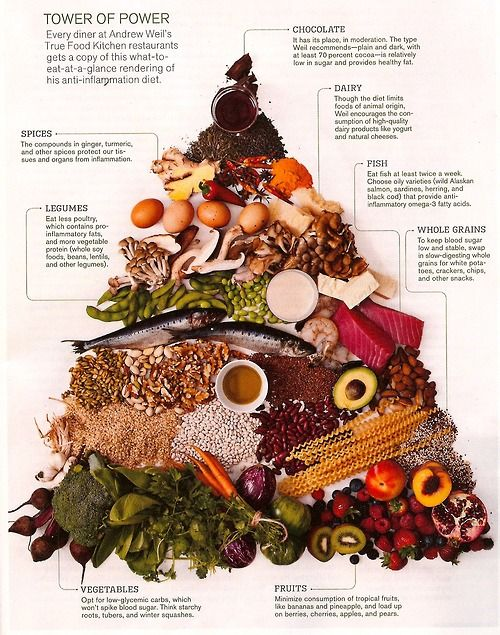 TOWER OF POWER
Every diner at Andrew Weil's
True Food Kitchen restaurants
gets a copy of this what-to-
eat-at-a-glance rendering of
his anti-inflammation diet.
CHOCOLATE
It has its place, in moderation. The type
Weil recommends—plain and dark, with
at least 70 percent cocoa—is relatively
low in sugar and provides healthy fat.
DAIRY
Though the diet limits
foods of animal origin,
Weil encourages the con-
sumption of high-quality
dairy products like yogurt
and natural cheeses.
SPICES
The compounds in ginger, turmeric,
and other spices protect our tis-
sues and organs from inflammation.
FISH
Eat fish at least twice a week.
Choose oily varieties (wild Alaskan
salmon, sardines, herring, and
black cod) that provide anti-
inflammatory omega-3 fatty acids.
LEGUMES
Eat less poultry,
which contains pro-
inflammatory fats,
and more vegetable
protein (whole soy
foods, beans, lentils,
and other legumes).
WHOLE GRAINS
To keep blood sugar
low and stable, swap
in slow-digesting whole
grains for white pota-
toes, crackers, chips,
and other snacks.
VEGETABLES
Opt for low-glycemic carbs, which
won't spike blood sugar. Think starchy
roots, tubers, and winter squashes.
FRUITS
Minimize consumption of tropical fruits,
like bananas and pineapple, and load up
on berries, cherries, apples, and pears.